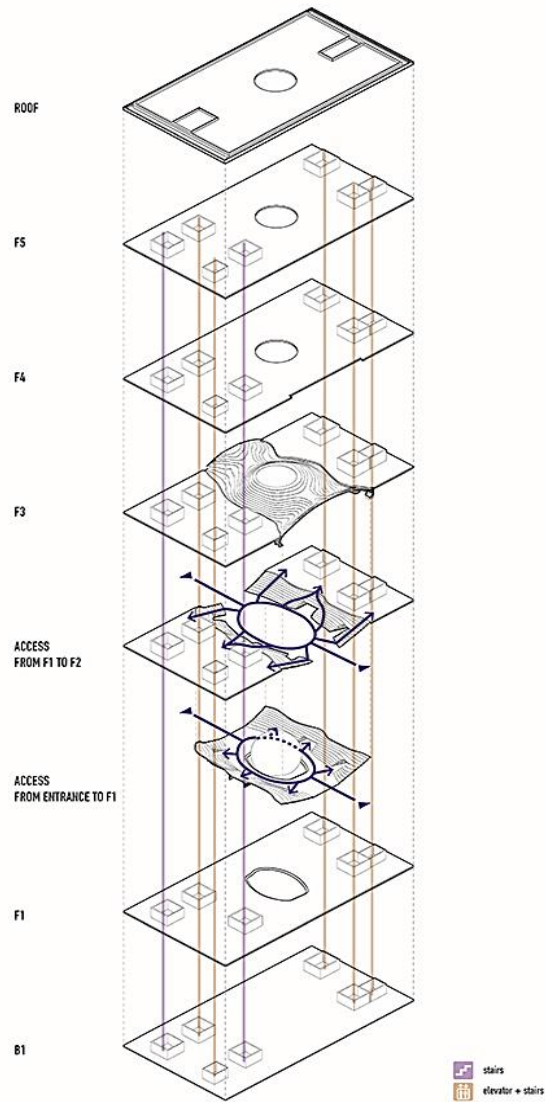 ROOF
F5
F4
F3
ACCESS
FROM F1 TO F2
ACCESS
FROM ENTRANCE TO F1
F1
B1
stairs
elevator + stairs